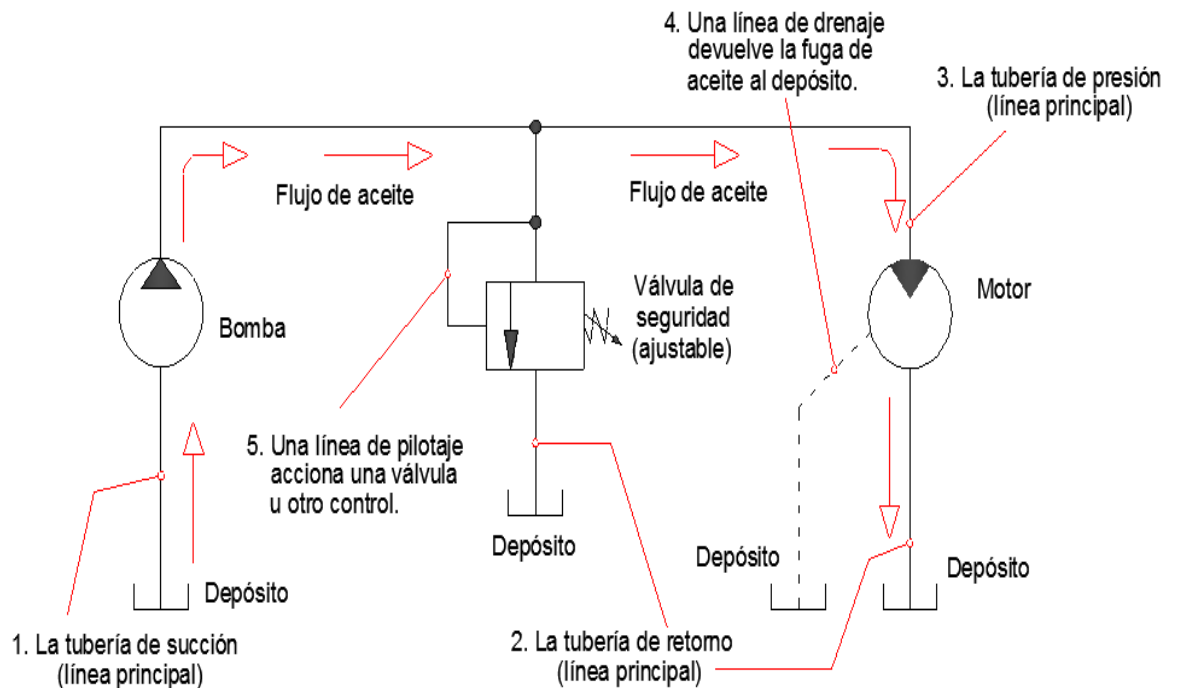 4. Una línea de drenaje
devuelve la fuga de
aceite al depósito.
3. La tubería de presión
(línea principal)
Flujo de aceite
Flujo de aceite
Bomba
Válvula de
seguridad
(ajustable)
Motor
5. Una línea de pilotaje
acciona una válvula
u otro control.
Depósito
Depósito
Depósito
Depósito
1. La tubería de succión
(línea principal)
2. La tubería de retorno
(línea principal)